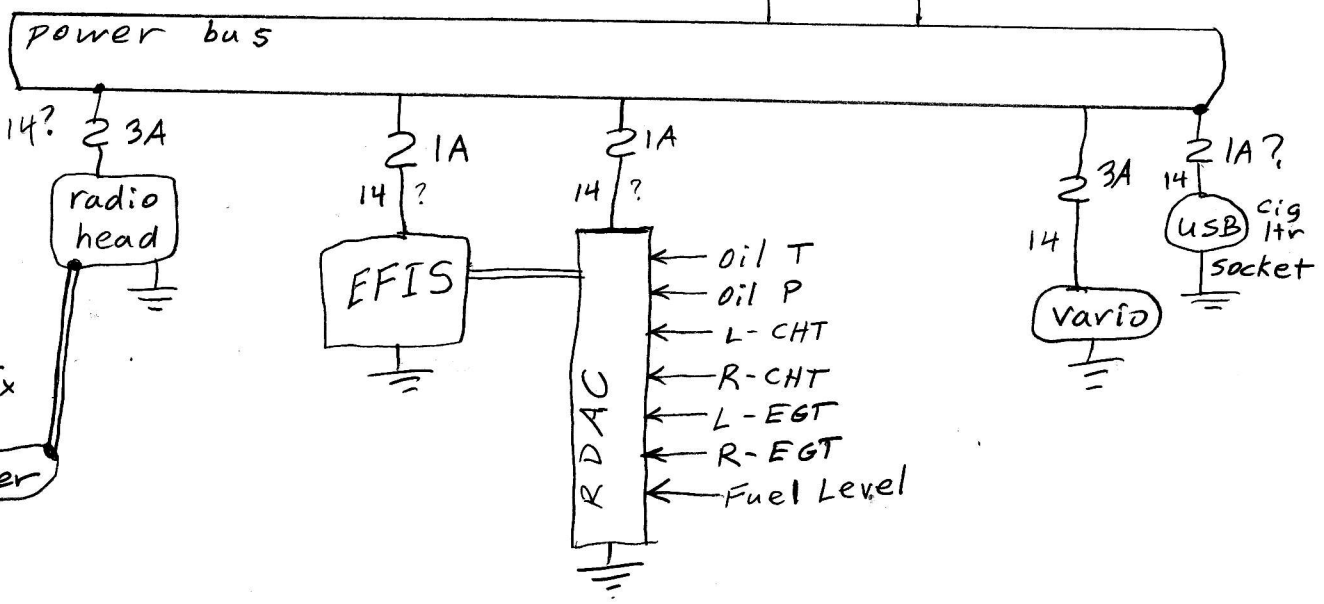 power bus
14? 3A
1A
1A
3A
1A?
14 ?
14 ?
14
14
radio
head
EFIS
RDAC
Oil T
Oil P
L-CHT
R-CHT
L-EGT
R-EGT
Fuel Level
vario
USB
cig
ltr
socket